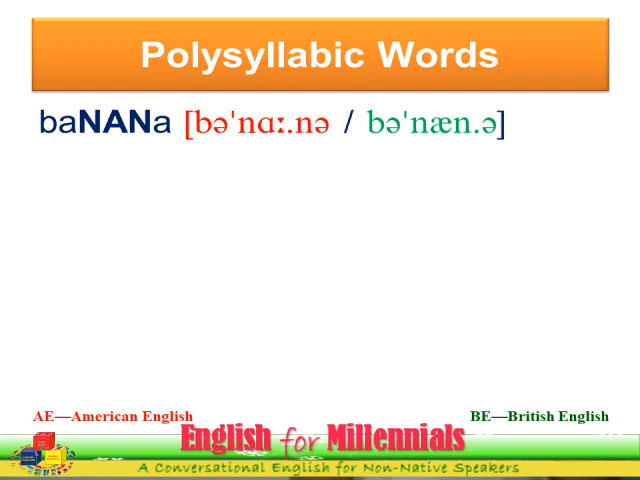 Polysyllabic Words
baNANa [bəˈnɑː.nə / bəˈnæn.ə]
AE—American English
BE—British English
English for Millennials
A Conversational English for Non-Native Speakers